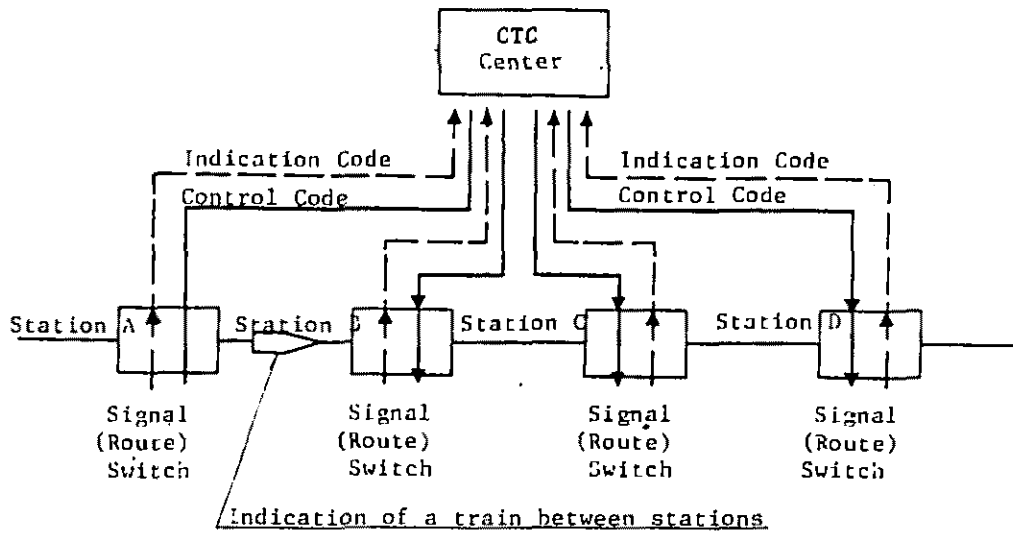 CTC
Center
Indication Code
Indication Code
Control Code
Control Code
Station A
Station B
Station C
Station D
Signal
(Route)
Switch
Signal
(Route)
Switch
Signal
(Route)
Switch
Signal
(Route)
Switch
Indication of a train between stations